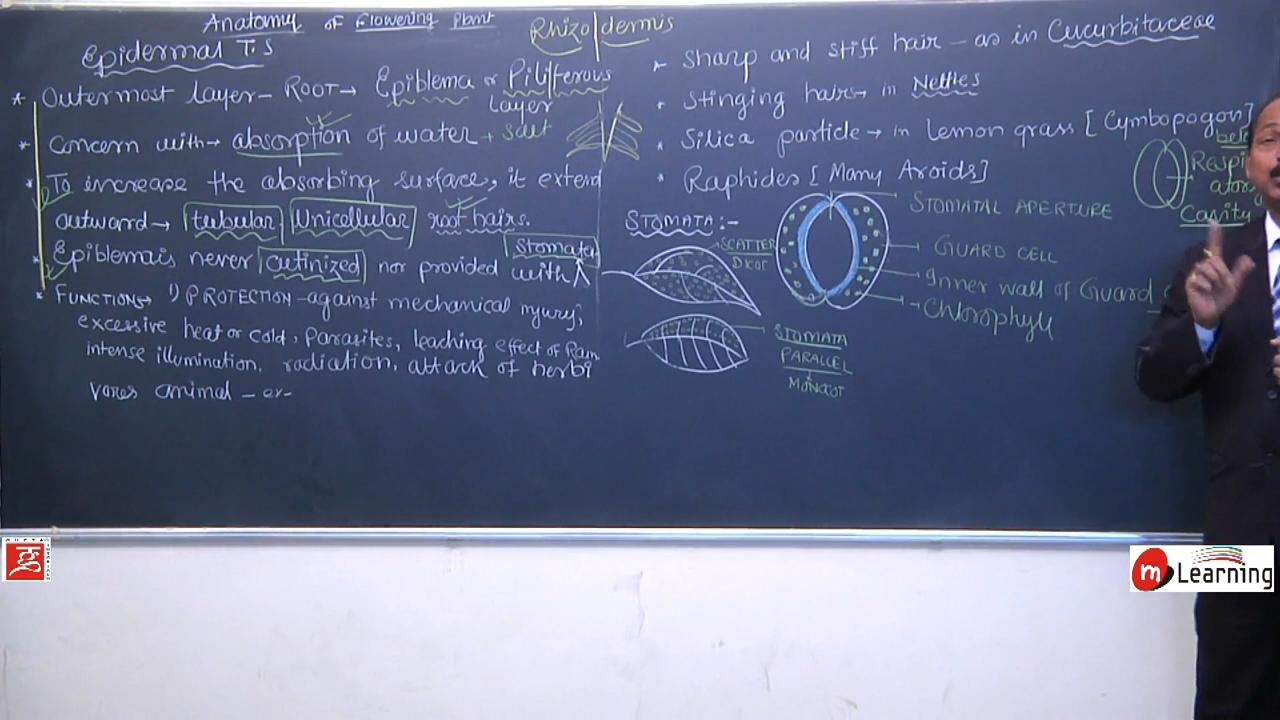 Anatomy of Flowering Plant
Rhizo|dermis
Epidermal T.S
* Outermost layer - ROOT → Epiblema or Piliferous
Layer
* Concern with → absorption of water + salt
* To increase the absorbing surface, it extend
outward → tubular Unicellular root hairs.
Stomata
* Epiblema is never cutinized nor provided with
* FUNCTION → 1) PROTECTION - against mechanical injury,
excessive heat or cold, Parasites, leaching effect of Rain
intense illumination, radiation, attack of herbi
vores animal - ex-
* Sharp and stiff hair - as in Cucurbitaceae
* Stinging hair → in Nettles
* Silica particle → in Lemon grass [Cymbopogon]
* Raphides [Many Aroids]
STOMATA :-
SCATTER
DICOT
STOMATA
PARALLEL
MONOCOT
STOMATAL APERTURE
GUARD CELL
Inner wall of Guard
Chlorophyll
Respi
ator
Cavity
m Learning